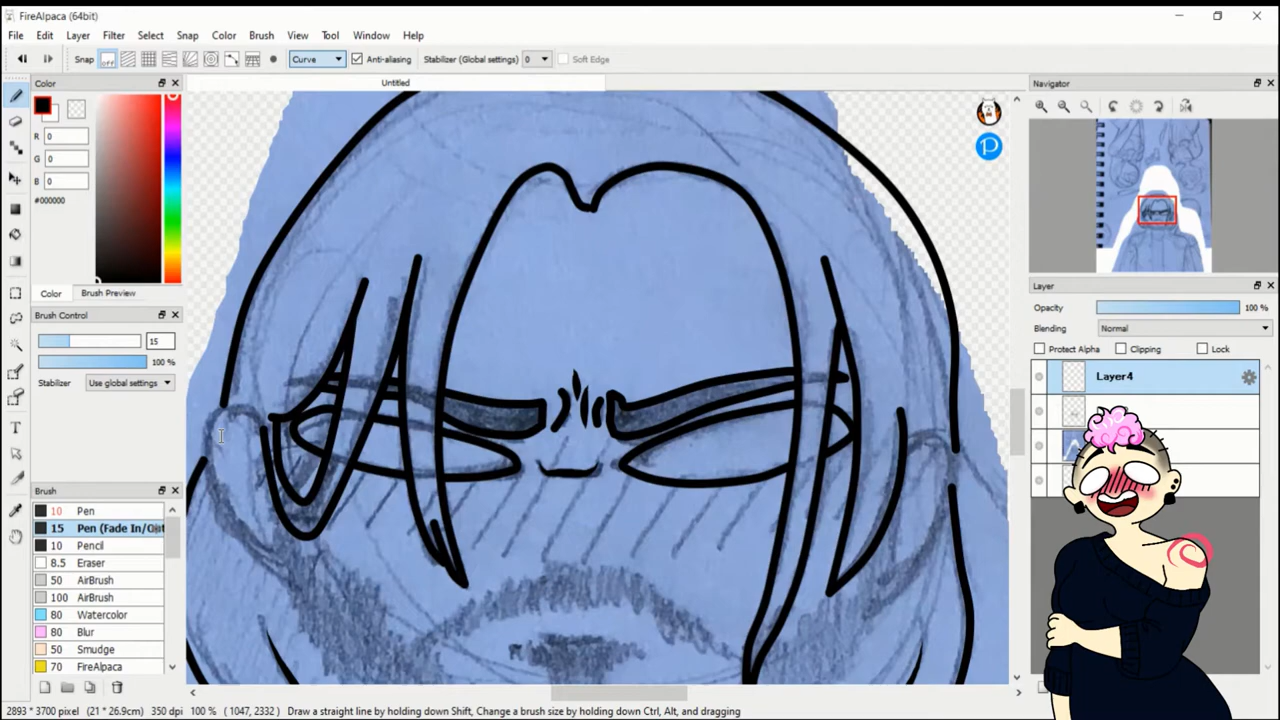 FireAlpaca (64bit)
File Edit Layer Filter Select Snap Color Brush View Tool Window Help
Snap off Curve Anti-aliasing Stabilizer (Global settings) 0 Soft Edge
Color Untitled Navigator
R 0
G 0
B 0
#000000
Color Brush Preview
Brush Control
15
100 %
Stabilizer Use global settings
Brush
10 Pen
15 Pen (Fade In/Out
10 Pencil
8.5 Eraser
50 AirBrush
100 AirBrush
80 Watercolor
80 Blur
50 Smudge
70 FireAlpaca
P
Layer
Opacity 100 %
Blending Normal
Protect Alpha Clipping Lock
Layer4
2893 * 3700 pixel (21 * 26.9cm) 350 dpi 100 % ( 1047, 2332 ) Draw a straight line by holding down Shift, Change a brush size by holding down Ctrl, Alt, and dragging